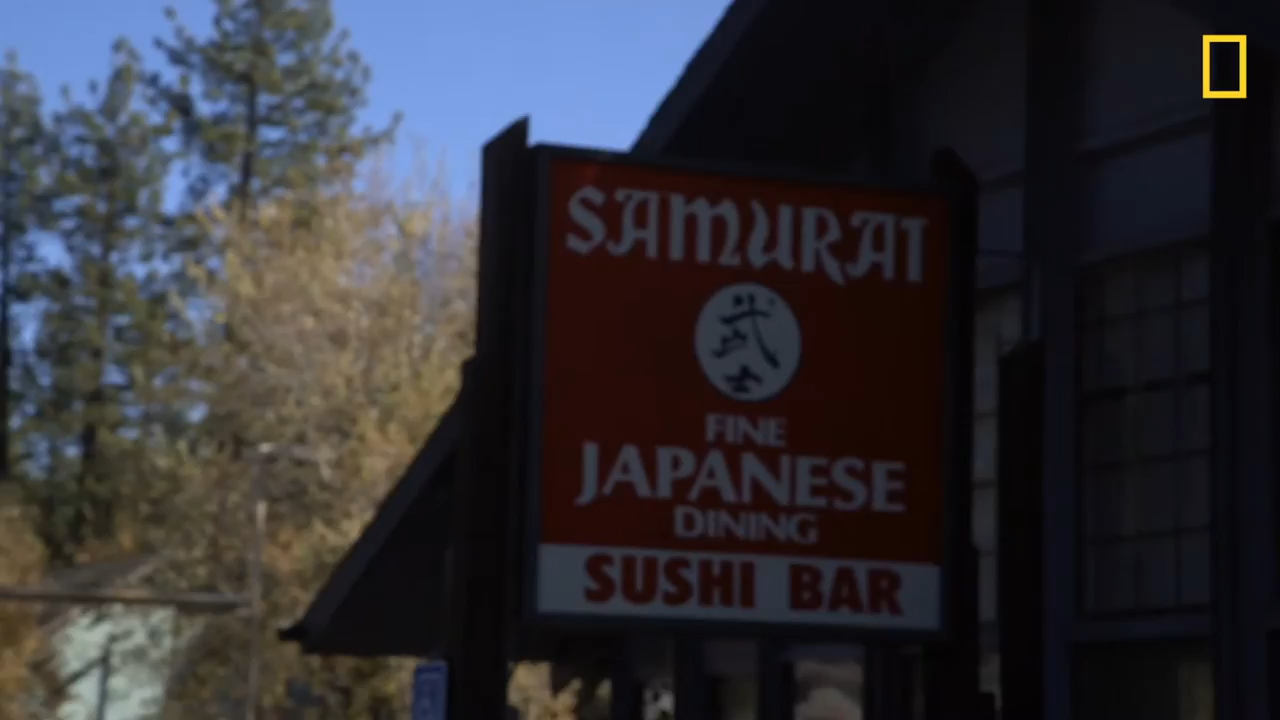 SAMURAI
武士
FINE
JAPANESE
DINING
SUSHI BAR